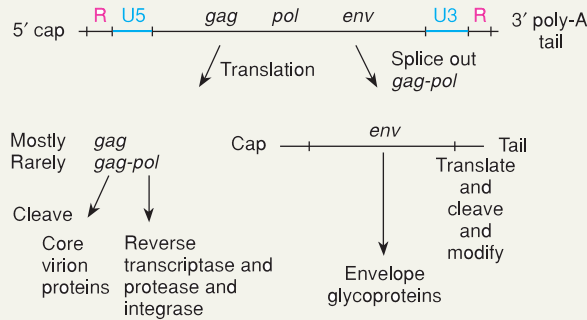 R U5 gag pol env U3 R
5′ cap
3′ poly-A
tail
Translation
Splice out
gag-pol
Mostly gag
Rarely gag-pol
Cap env Tail
Translate
and
cleave
and
modify
Cleave
Core
virion
proteins
Reverse
transcriptase and
protease and
integrase
Envelope
glycoproteins